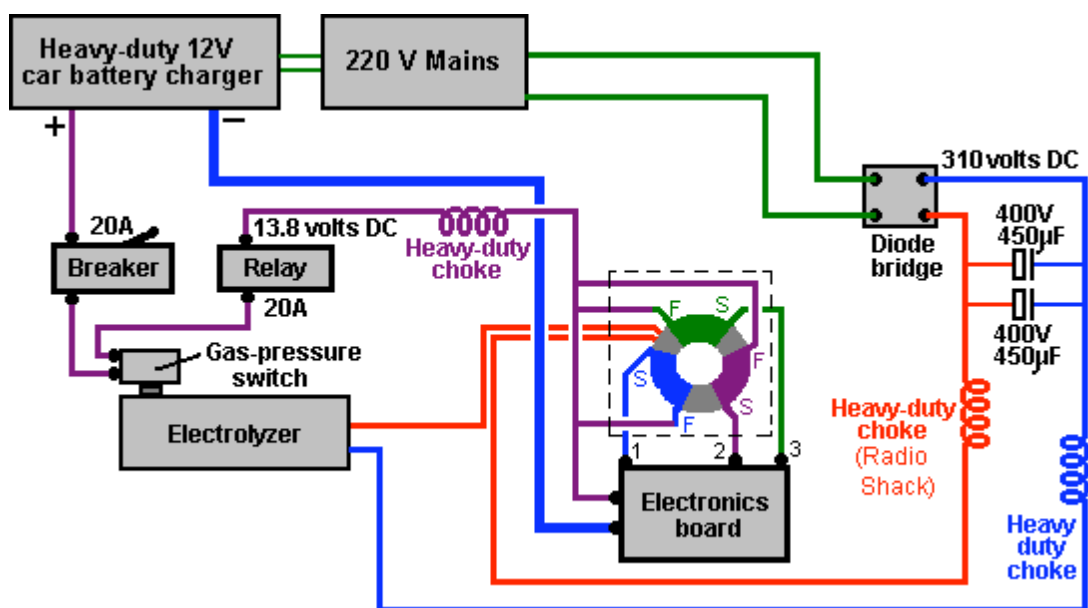 Heavy-duty 12V
car battery charger
220 V Mains
+
−
310 volts DC
20A
Breaker
13.8 volts DC
Relay
20A
Heavy-duty
choke
Diode
bridge
400V
450µF
400V
450µF
Gas-pressure
switch
F
S
F
S
F
S
Electrolyzer
1
2
3
Electronics
board
Heavy-duty
choke
(Radio
Shack)
Heavy
duty
choke